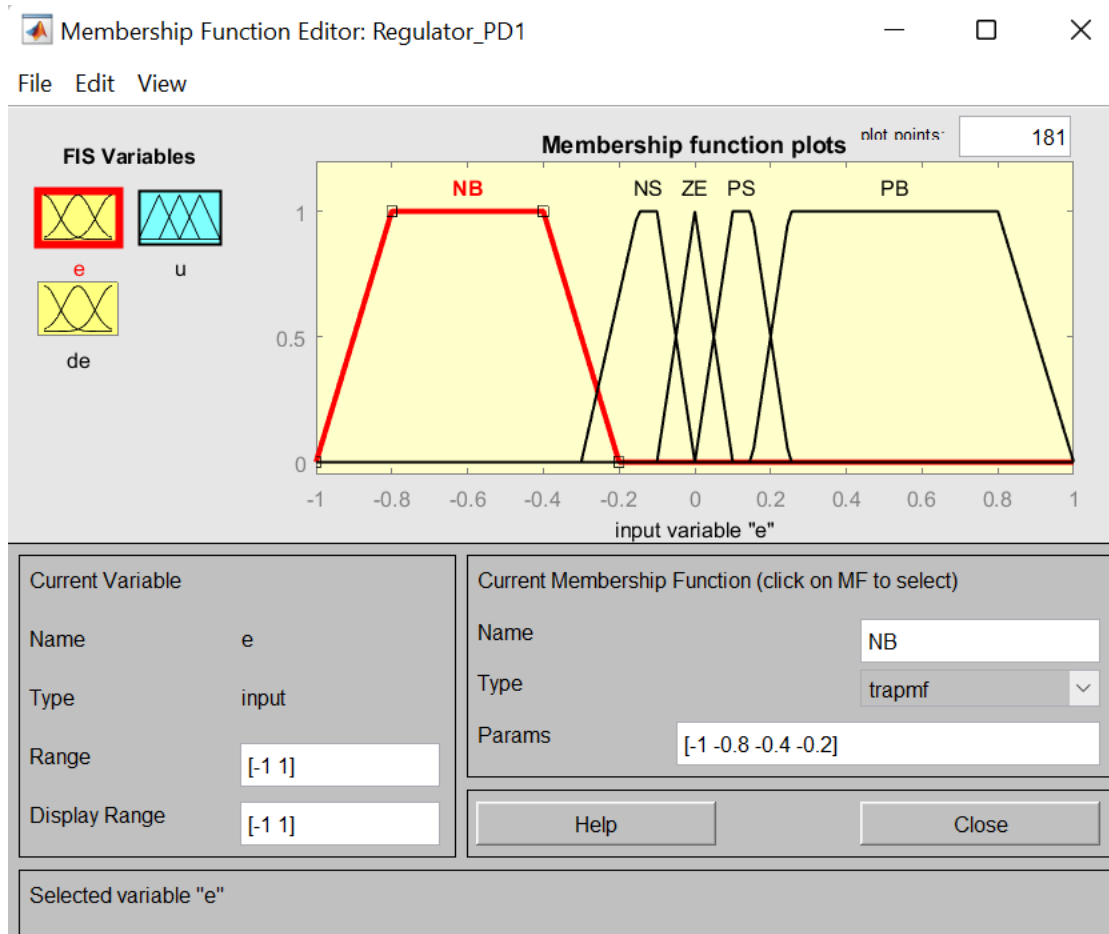 Membership Function Editor: Regulator_PD1
File Edit View
FIS Variables
e
u
de
Membership function plots
plot points:
181
NB
NS
ZE
PS
PB
1
0.5
0
-1 -0.8 -0.6 -0.4 -0.2 0 0.2 0.4 0.6 0.8 1
input variable "e"
Current Variable
Name e
Type input
Range [-1 1]
Display Range [-1 1]
Current Membership Function (click on MF to select)
Name NB
Type trapmf
Params [-1 -0.8 -0.4 -0.2]
Help
Close
Selected variable "e"